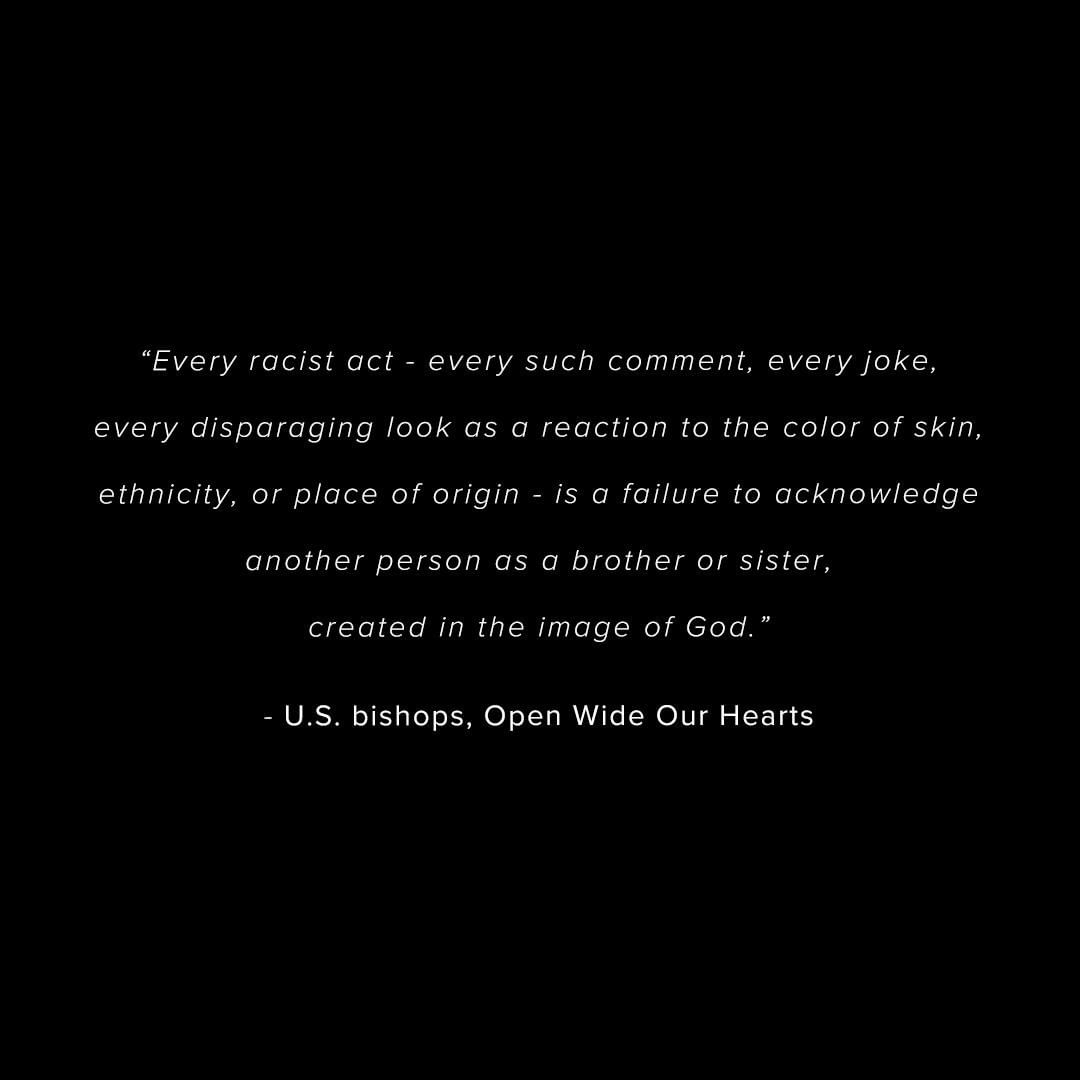 “Every racist act - every such comment, every joke,
every disparaging look as a reaction to the color of skin,
ethnicity, or place of origin - is a failure to acknowledge
another person as a brother or sister,
created in the image of God.”
- U.S. bishops, Open Wide Our Hearts